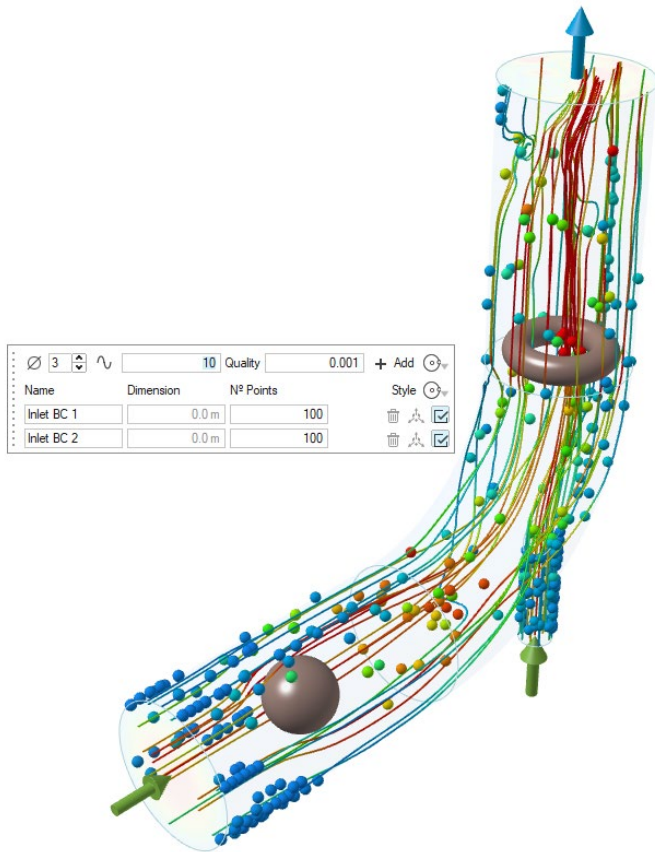 3 10 Quality 0.001 + Add
Name Dimension Nº Points Style
Inlet BC 1 0.0 m 100
Inlet BC 2 0.0 m 100